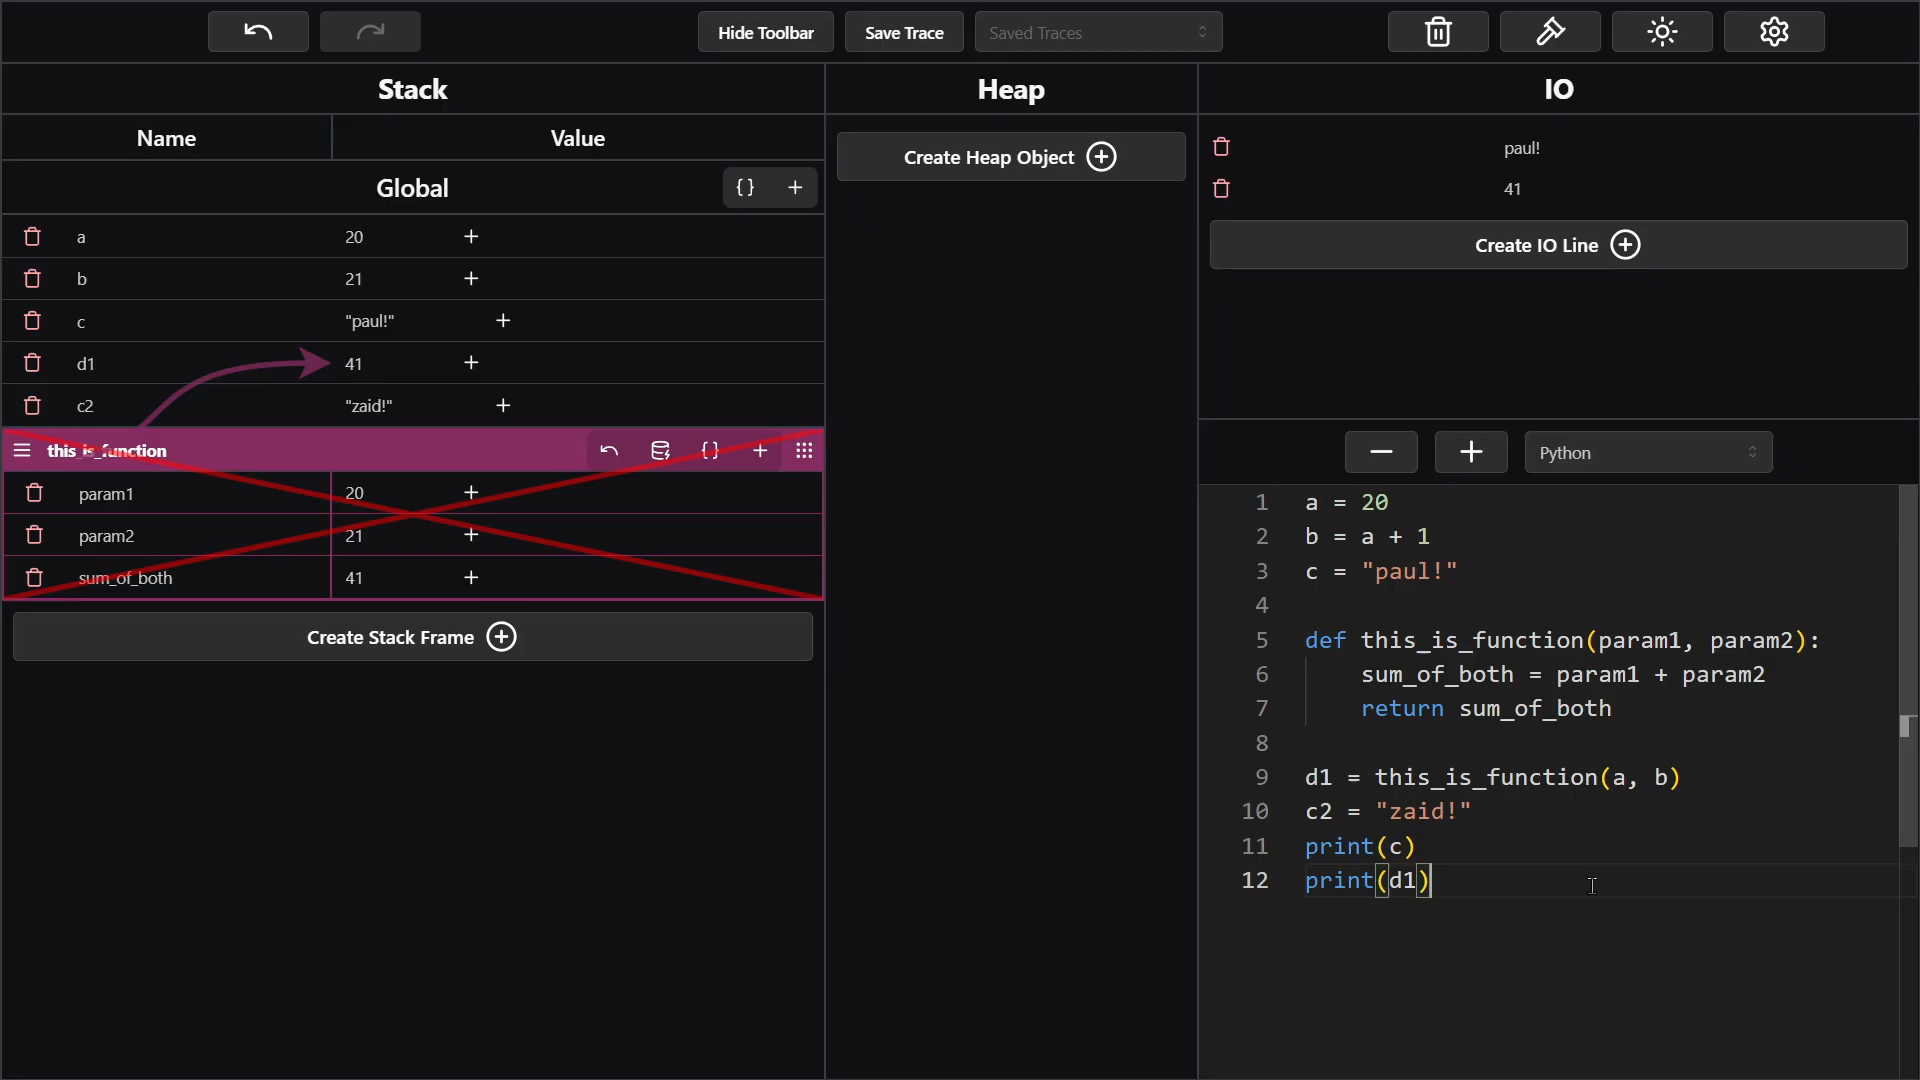 Hide Toolbar
Save Trace
Saved Traces
Stack
Name Value
Global
{} +
a 20 +
b 21 +
c "paul!" +
d1 41 +
c2 "zaid!" +
this_is_function {} +
param1 20 +
param2 21 +
sum_of_both 41 +
Create Stack Frame
Heap
Create Heap Object
IO
paul!
41
Create IO Line
Python
1 a = 20
2 b = a + 1
3 c = "paul!"
4
5 def this_is_function(param1, param2):
6 sum_of_both = param1 + param2
7 return sum_of_both
8
9 d1 = this_is_function(a, b)
10 c2 = "zaid!"
11 print(c)
12 print(d1)